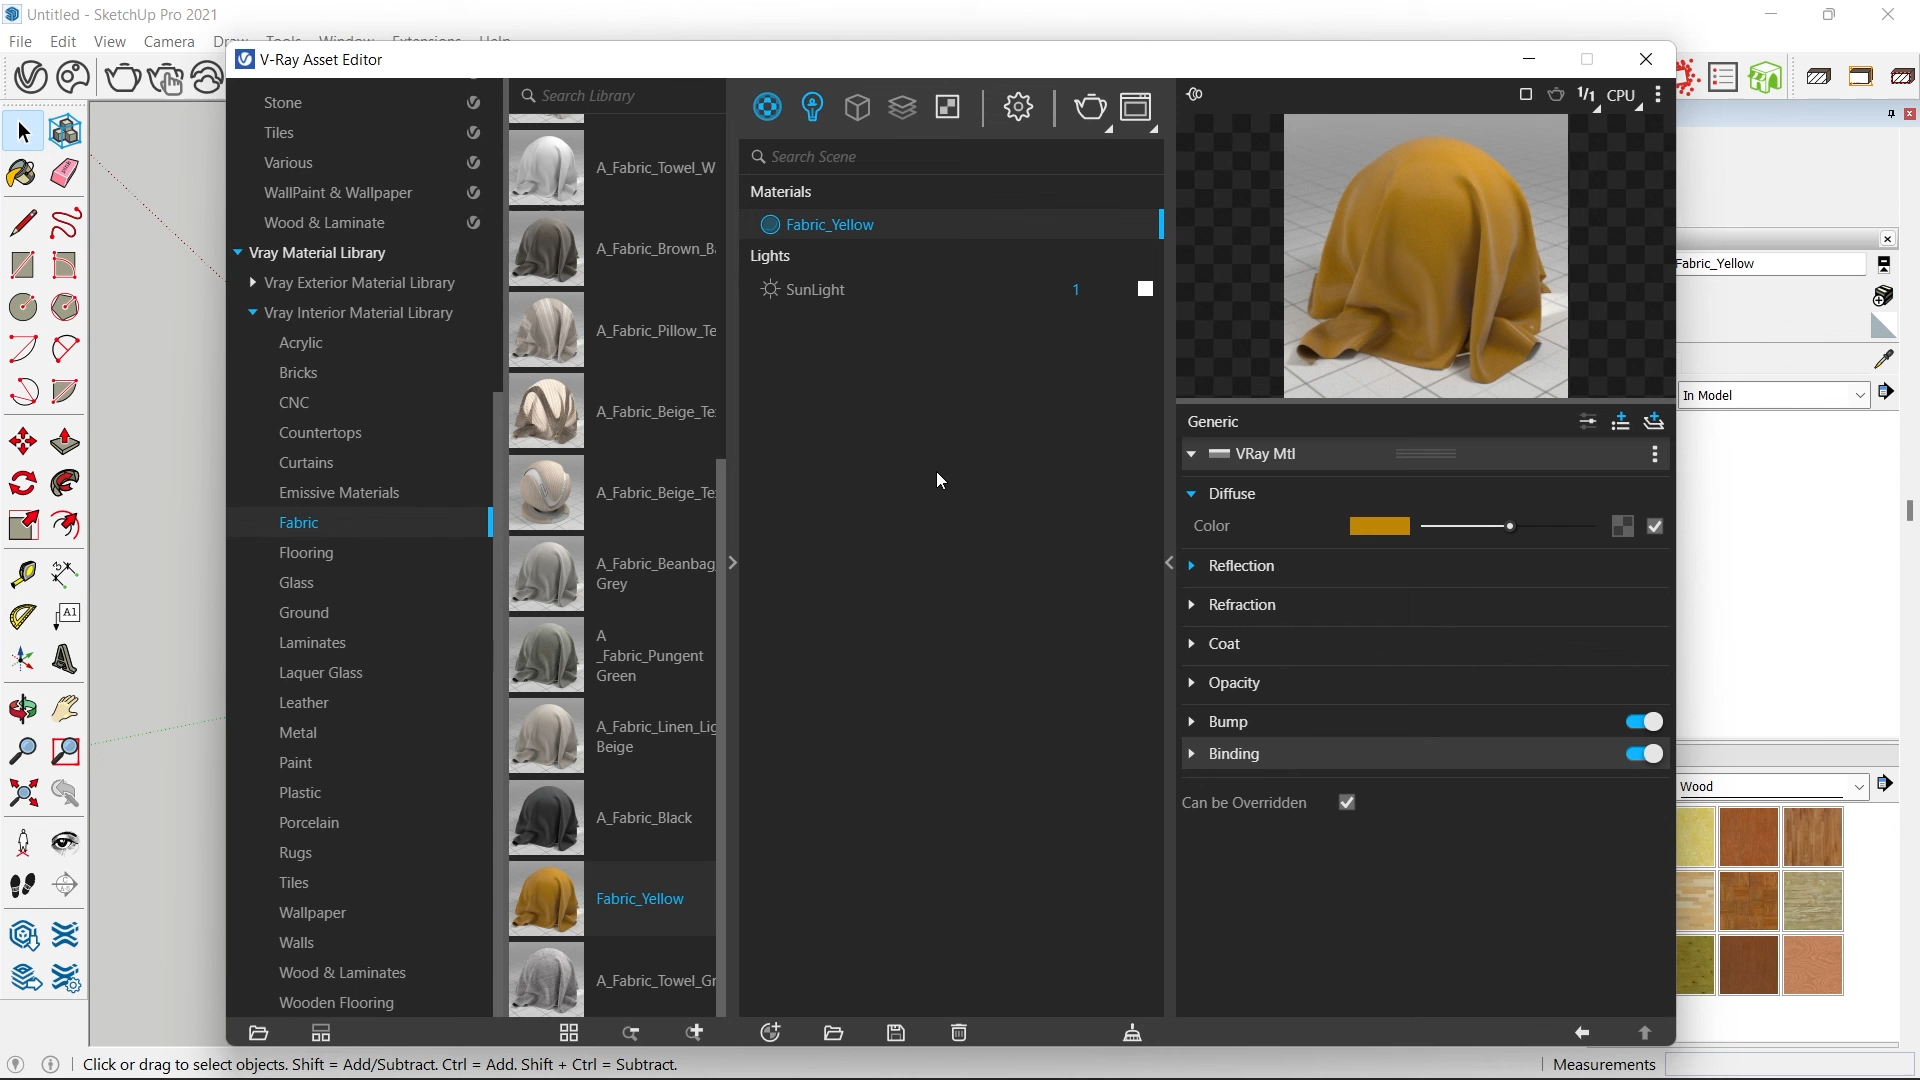 Untitled - SketchUp Pro 2021
File Edit View Camera
V-Ray Asset Editor
Stone
Tiles
Various
WallPaint & Wallpaper
Wood & Laminate
Vray Material Library
Vray Exterior Material Library
Vray Interior Material Library
Acrylic
Bricks
CNC
Countertops
Curtains
Emissive Materials
Fabric
Flooring
Glass
Ground
Laminates
Laquer Glass
Leather
Metal
Paint
Plastic
Porcelain
Rugs
Tiles
Wallpaper
Walls
Wood & Laminates
Wooden Flooring
Search Library
A_Fabric_Towel_W
A_Fabric_Brown_Ba
A_Fabric_Pillow_Te
A_Fabric_Beige_Te
A_Fabric_Beige_Te
A_Fabric_Beanbag
Grey
A
_Fabric_Pungent
Green
A_Fabric_Linen_Lig
Beige
A_Fabric_Black
Fabric_Yellow
A_Fabric_Towel_Gr
Search Scene
Materials
Fabric_Yellow
Lights
SunLight 1
1/1 CPU
Generic
VRay Mtl
Diffuse
Color
Reflection
Refraction
Coat
Opacity
Bump
Binding
Can be Overridden
Fabric_Yellow
In Model
Wood
A1
Click or drag to select objects. Shift = Add/Subtract. Ctrl = Add. Shift + Ctrl = Subtract.
Measurements